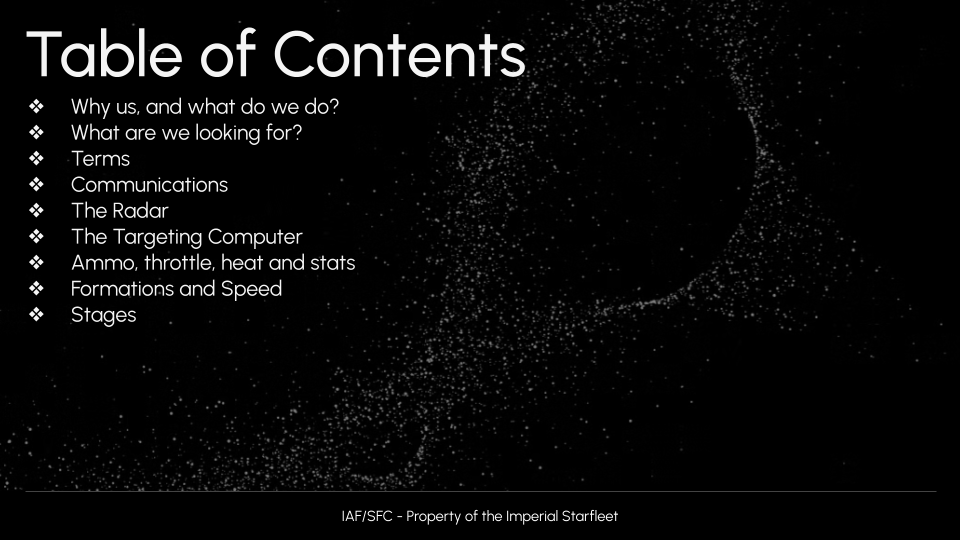 Table of Contents
❖ Why us, and what do we do?
❖ What are we looking for?
❖ Terms
❖ Communications
❖ The Radar
❖ The Targeting Computer
❖ Ammo, throttle, heat and stats
❖ Formations and Speed
❖ Stages
IAF/SFC - Property of the Imperial Starfleet